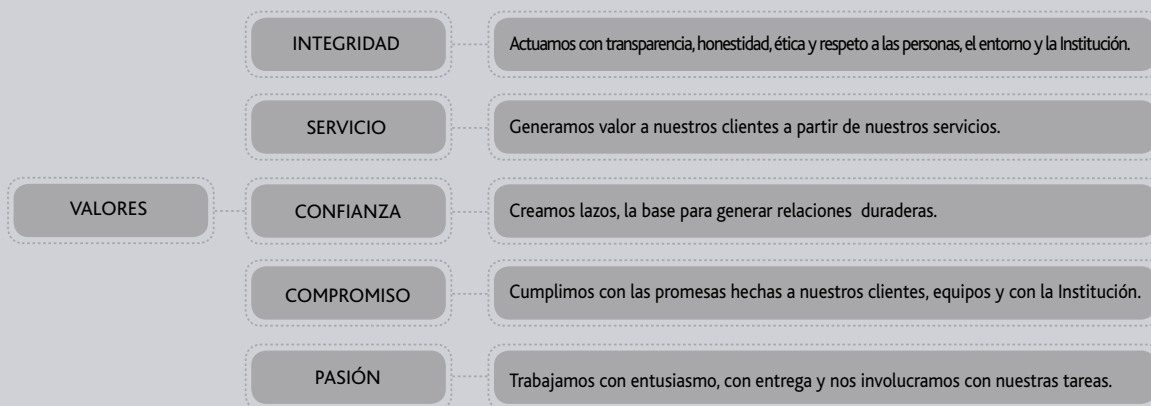 INTEGRIDAD
Actuamos con transparencia, honestidad, ética y respeto a las personas, el entorno y la Institución.
SERVICIO
Generamos valor a nuestros clientes a partir de nuestros servicios.
VALORES
CONFIANZA
Creamos lazos, la base para generar relaciones duraderas.
COMPROMISO
Cumplimos con las promesas hechas a nuestros clientes, equipos y con la Institución.
PASIÓN
Trabajamos con entusiasmo, con entrega y nos involucramos con nuestras tareas.